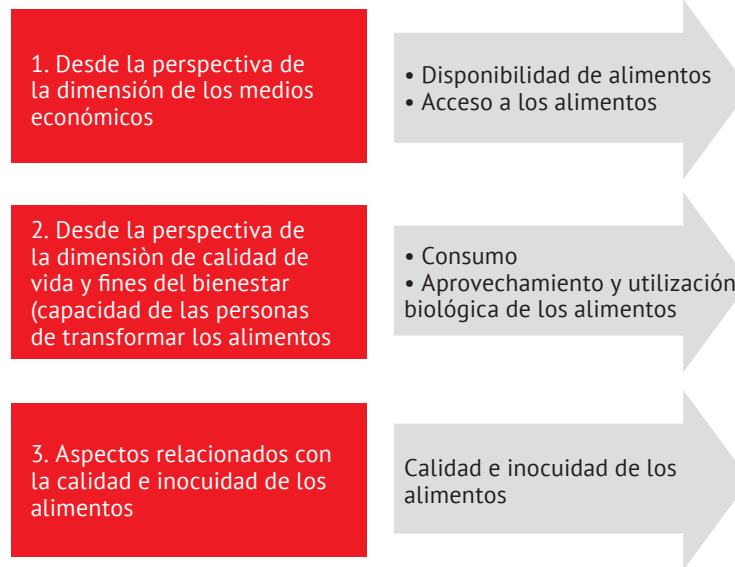 1. Desde la perspectiva de
la dimensión de los medios
económicos
• Disponibilidad de alimentos
• Acceso a los alimentos
2. Desde la perspectiva de
la dimensiòn de calidad de
vida y fines del bienestar
(capacidad de las personas
de transformar los alimentos
• Consumo
• Aprovechamiento y utilización
biológica de los alimentos
3. Aspectos relacionados con
la calidad e inocuidad de los
alimentos
Calidad e inocuidad de los
alimentos